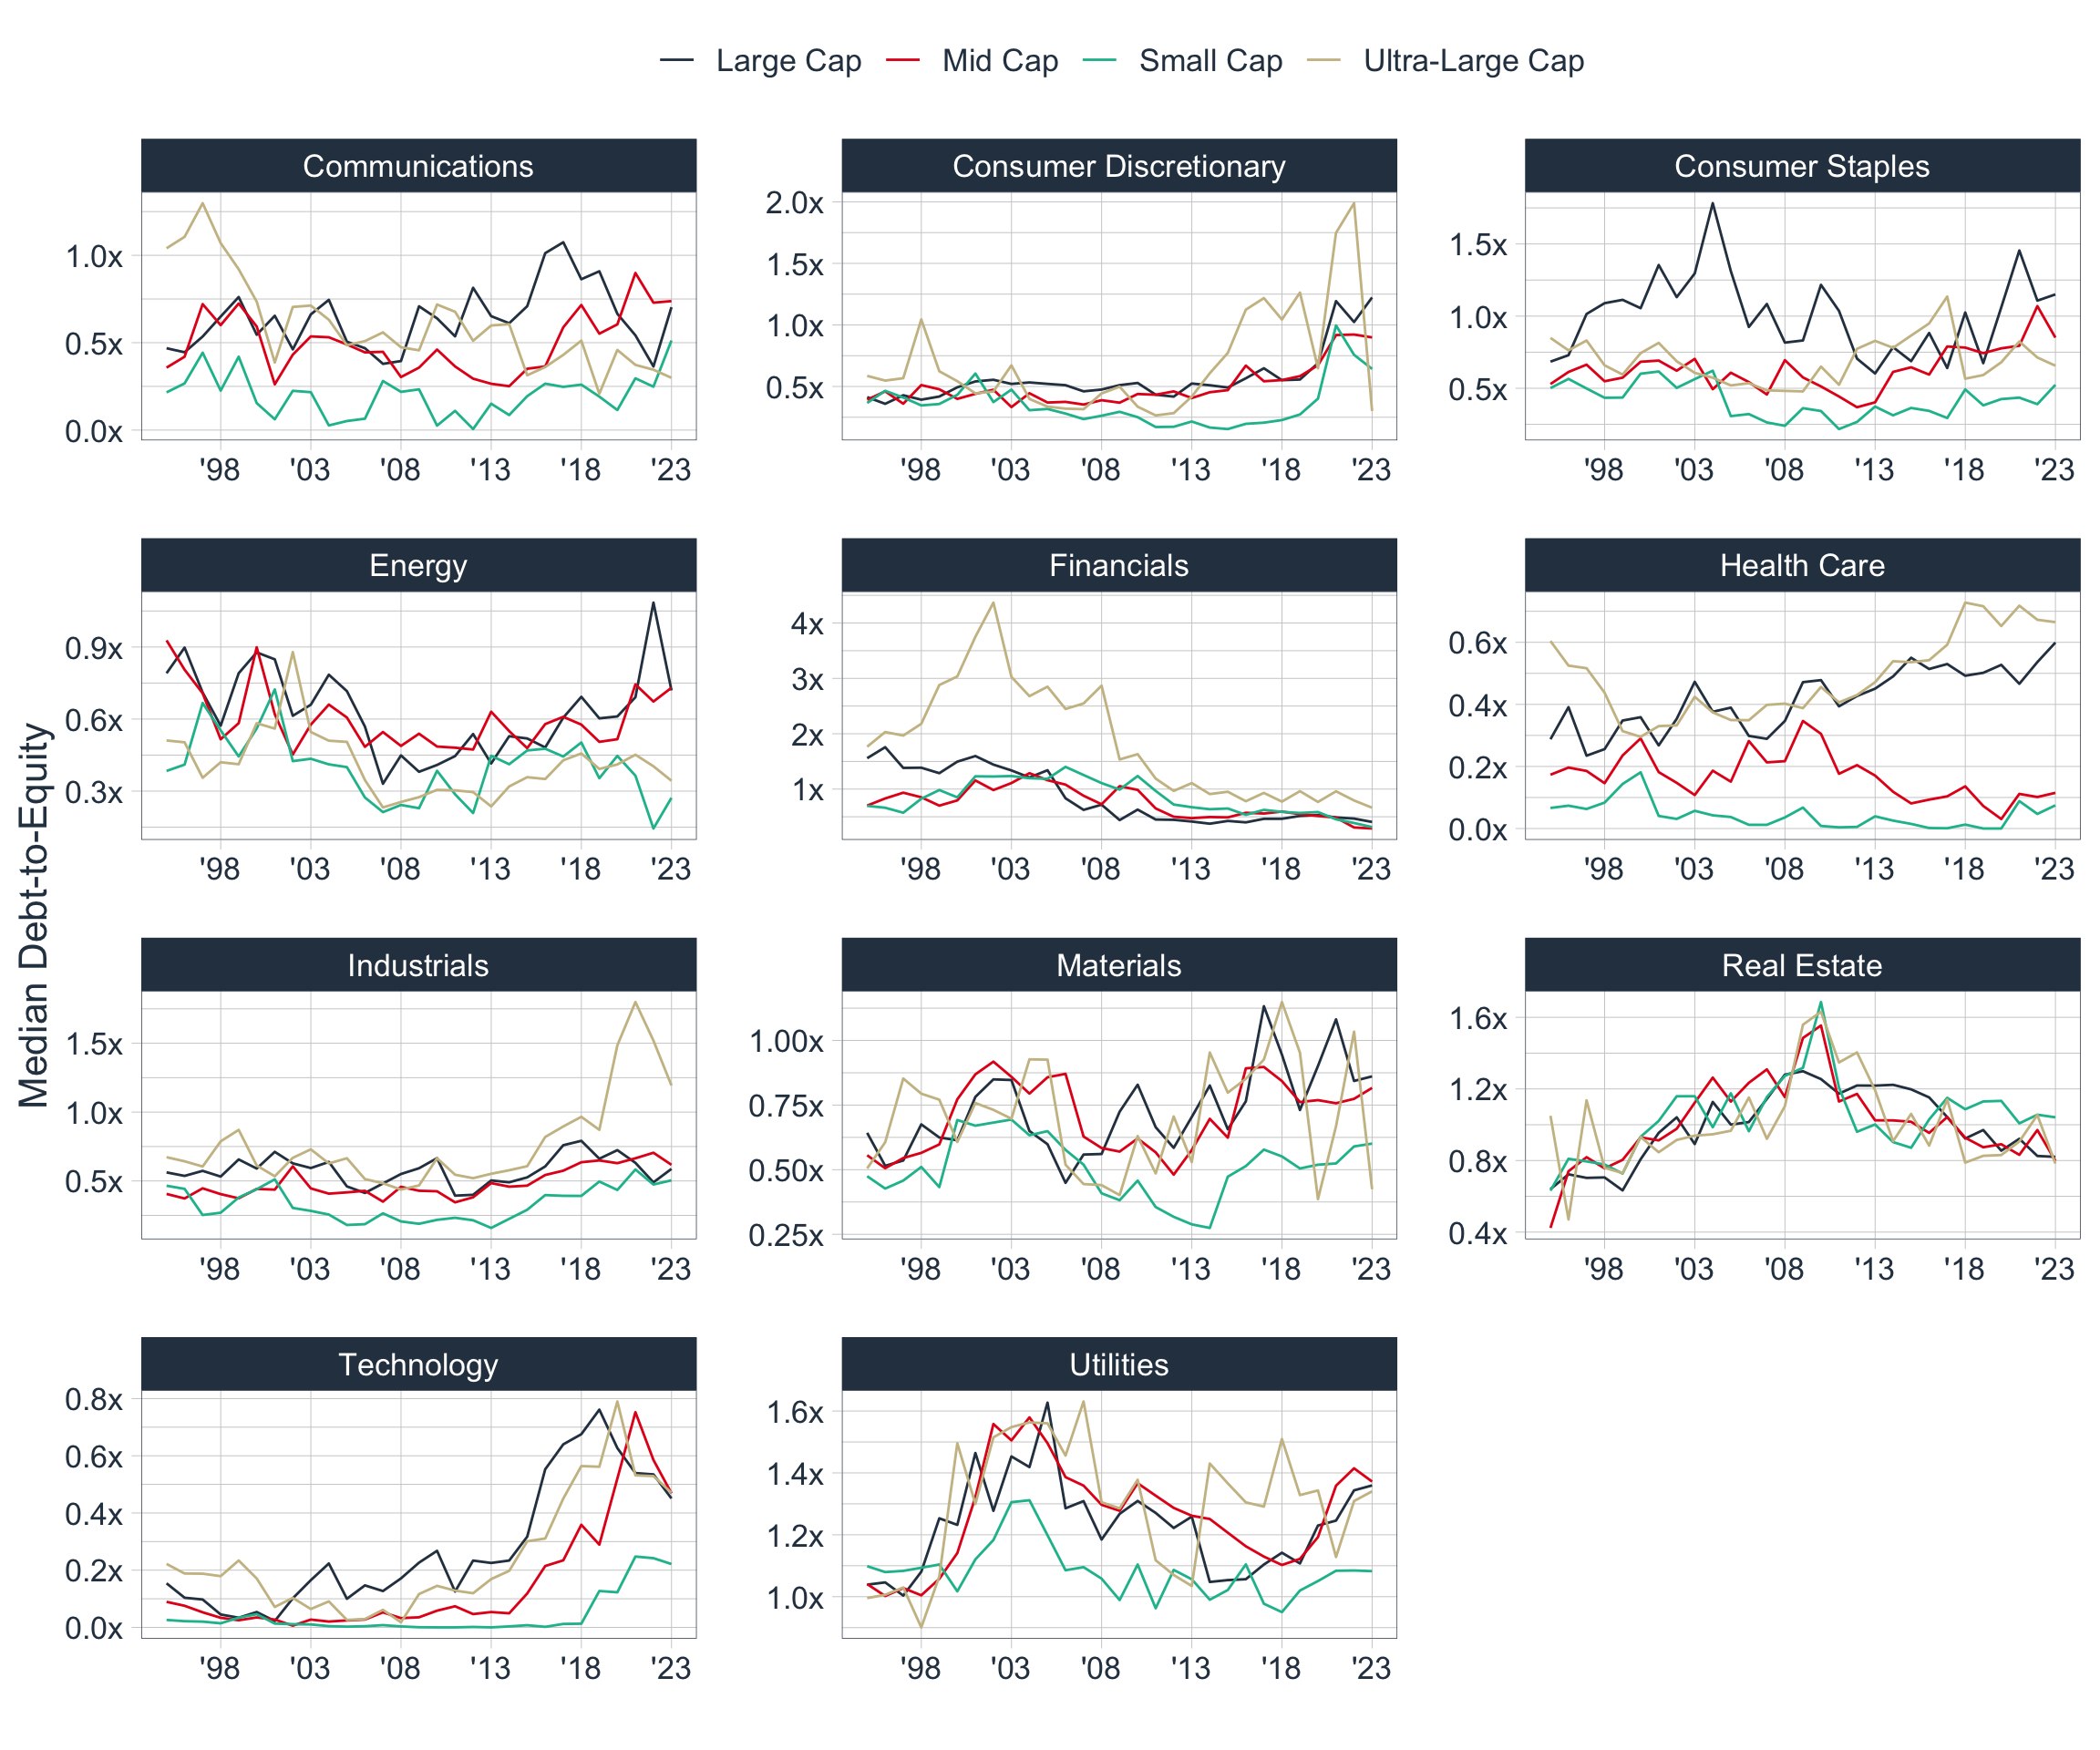 Large Cap Mid Cap Small Cap Ultra-Large Cap
Median Debt-to-Equity
Communications
1.0x
0.5x
0.0x
'98 '03 '08 '13 '18 '23
Consumer Discretionary
2.0x
1.5x
1.0x
0.5x
'98 '03 '08 '13 '18 '23
Consumer Staples
1.5x
1.0x
0.5x
'98 '03 '08 '13 '18 '23
Energy
0.9x
0.6x
0.3x
'98 '03 '08 '13 '18 '23
Financials
4x
3x
2x
1x
'98 '03 '08 '13 '18 '23
Health Care
0.6x
0.4x
0.2x
0.0x
'98 '03 '08 '13 '18 '23
Industrials
1.5x
1.0x
0.5x
'98 '03 '08 '13 '18 '23
Materials
1.00x
0.75x
0.50x
0.25x
'98 '03 '08 '13 '18 '23
Real Estate
1.6x
1.2x
0.8x
0.4x
'98 '03 '08 '13 '18 '23
Technology
0.8x
0.6x
0.4x
0.2x
0.0x
'98 '03 '08 '13 '18 '23
Utilities
1.6x
1.4x
1.2x
1.0x
'98 '03 '08 '13 '18 '23